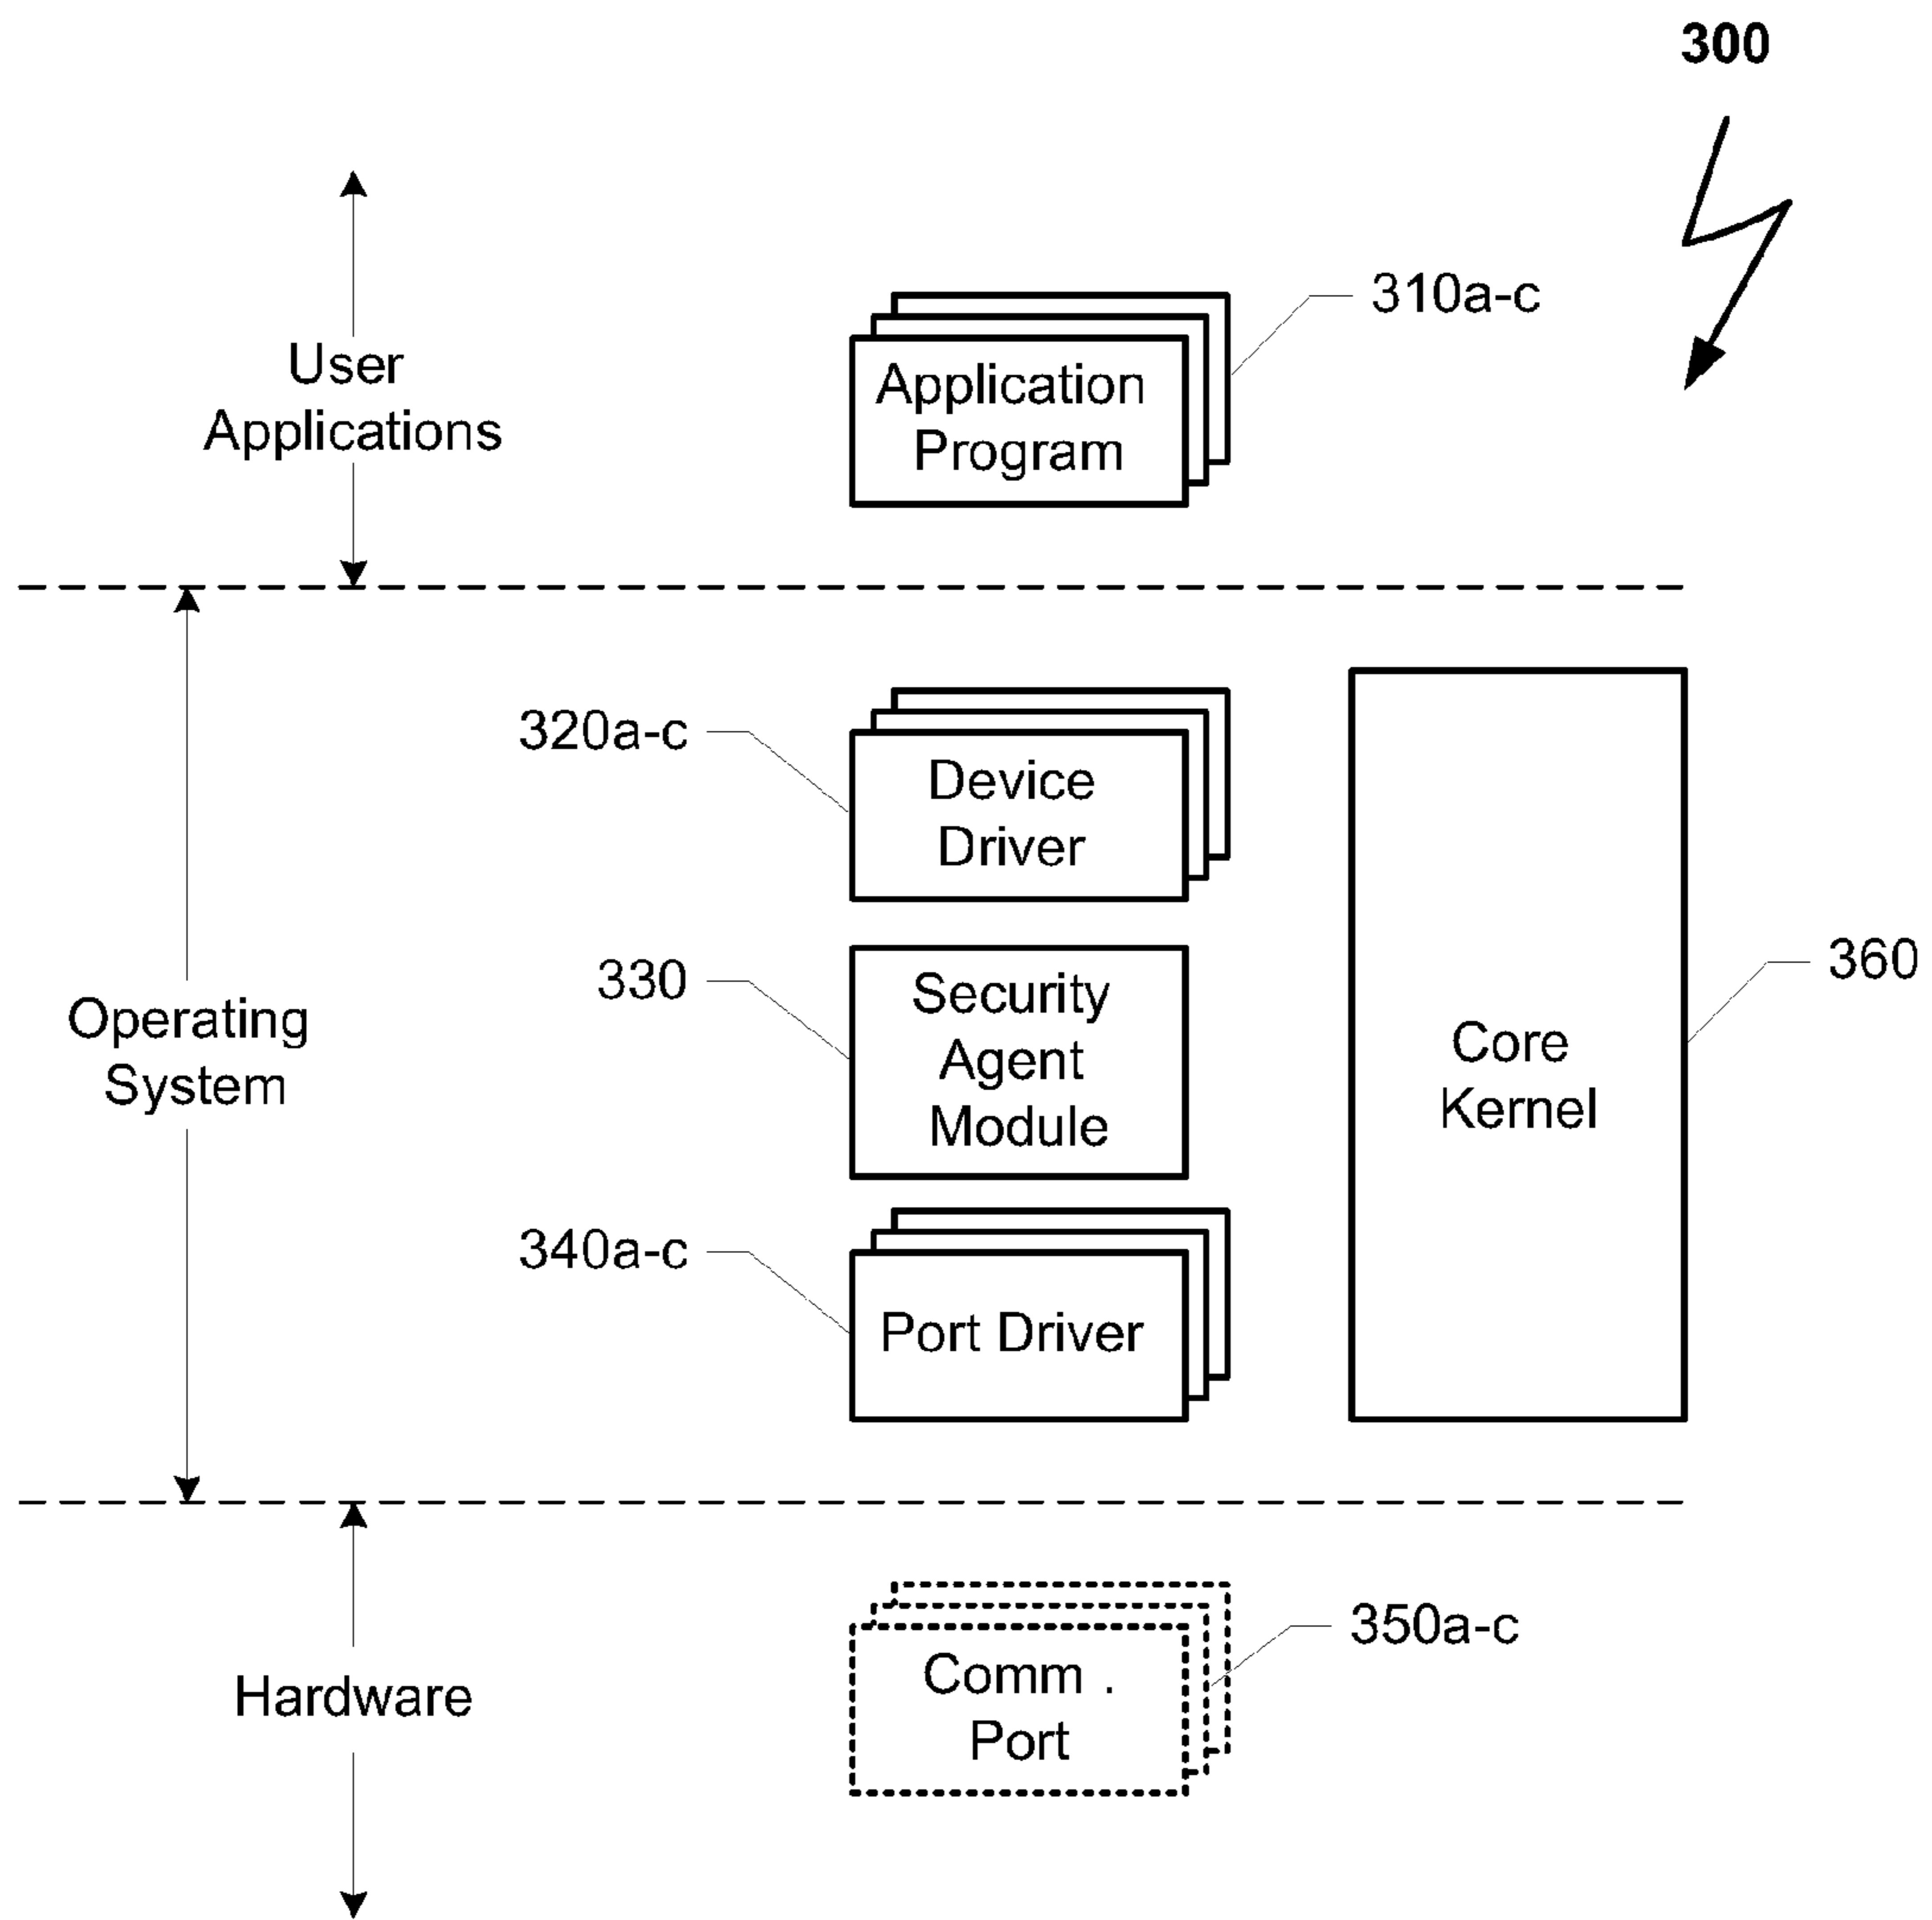 300
310a-c
User
Applications
Application
Program
320a-c
Device
Driver
330
Security
Agent
Module
360
Core
Kernel
Operating
System
340a-c
Port Driver
350a-c
Comm .
Port
Hardware